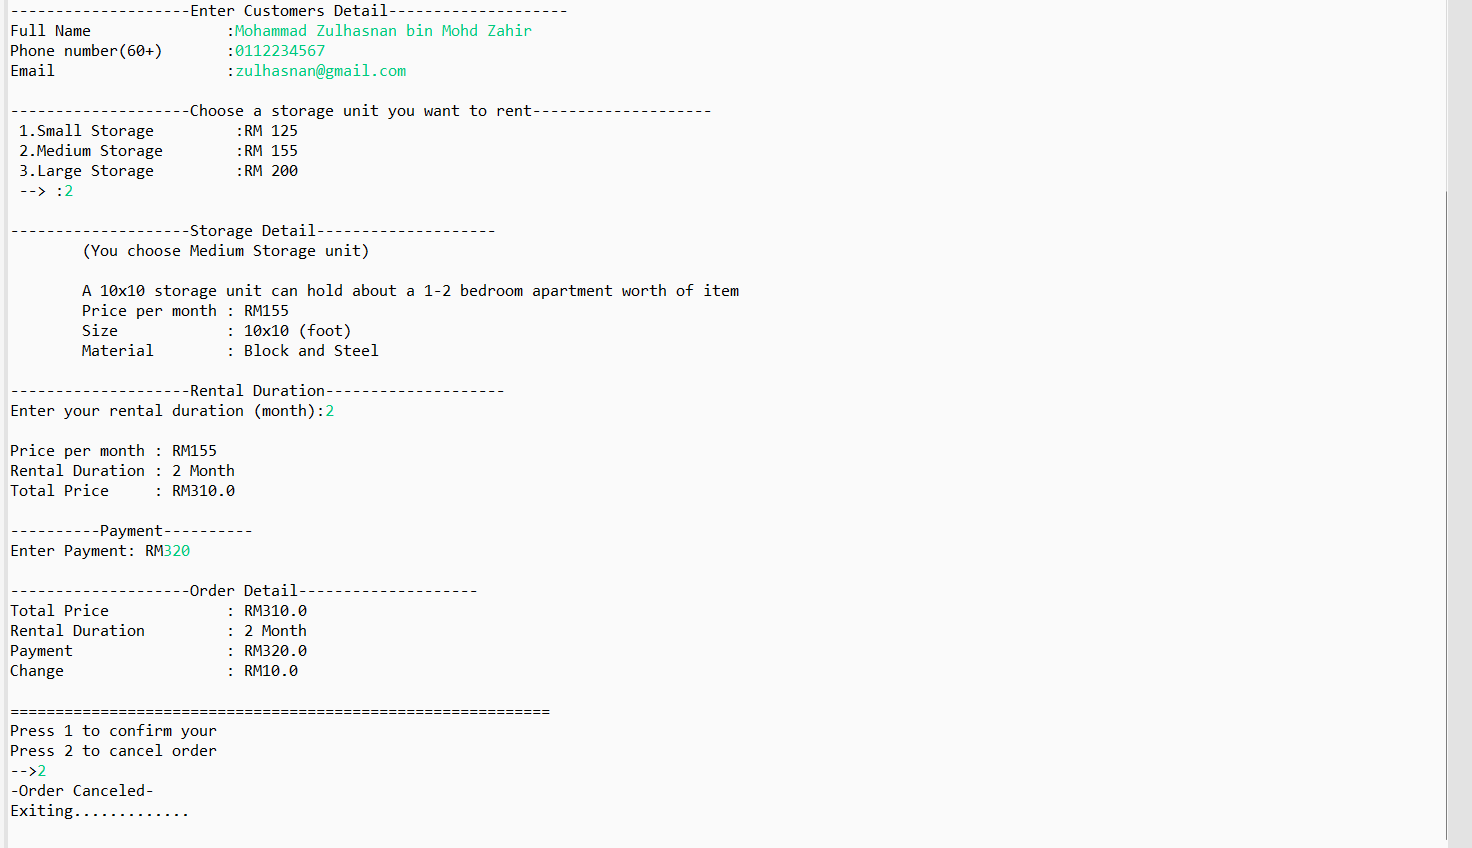 --------------------Enter Customers Detail--------------------
Full Name               :Mohammad Zulhasnan bin Mohd Zahir
Phone number(60+)       :0112234567
Email                   :zulhasnan@gmail.com
--------------------Choose a storage unit you want to rent--------------------
 1.Small Storage         :RM 125
 2.Medium Storage        :RM 155
 3.Large Storage         :RM 200
 --> :2
--------------------Storage Detail--------------------
        (You choose Medium Storage unit)
        A 10x10 storage unit can hold about a 1-2 bedroom apartment worth of item
        Price per month : RM155
        Size            : 10x10 (foot)
        Material        : Block and Steel
--------------------Rental Duration--------------------
Enter your rental duration (month):2
Price per month : RM155
Rental Duration : 2 Month
Total Price     : RM310.0
----------Payment----------
Enter Payment: RM320
--------------------Order Detail--------------------
Total Price             : RM310.0
Rental Duration         : 2 Month
Payment                 : RM320.0
Change                  : RM10.0
============================================================
Press 1 to confirm your
Press 2 to cancel order
-->2
-Order Canceled-
Exiting.............